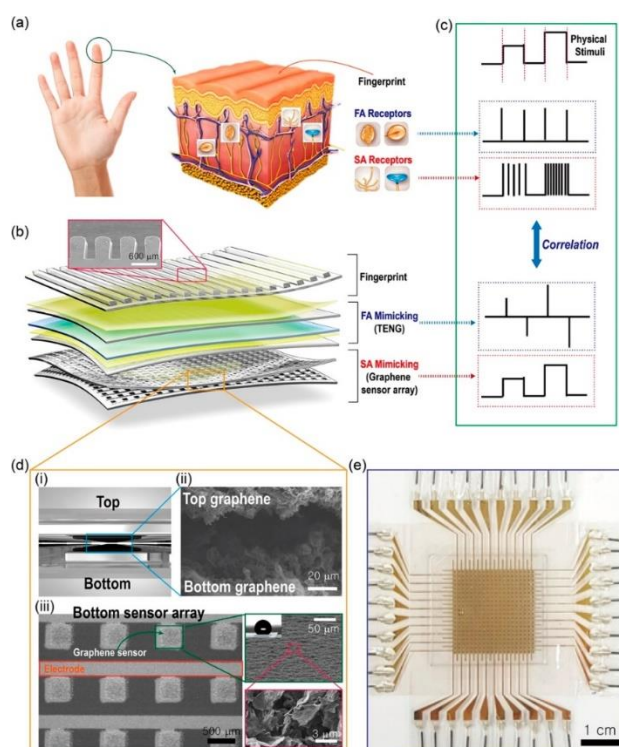 (a)
Fingerprint
FA Receptors
SA Receptors
(c)
Physical
Stimuli
Correlation
(b)
600 μm
Fingerprint
FA Mimicking
(TENG)
SA Mimicking
(Graphene
sensor array)
(d)
(i)
Top
Bottom
(ii)
Top graphene
Bottom graphene
20 μm
(iii)
Bottom sensor array
Graphene sensor
Electrode
500 μm
50 μm
3 μm
(e)
1 cm